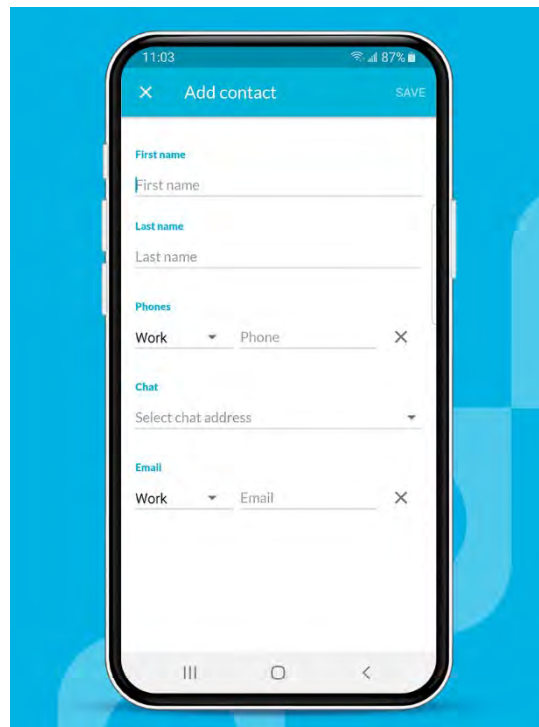 11:03 87%
Add contact SAVE
First name
First name
Last name
Last name
Phones
Work Phone
Chat
Select chat address
Email
Work Email